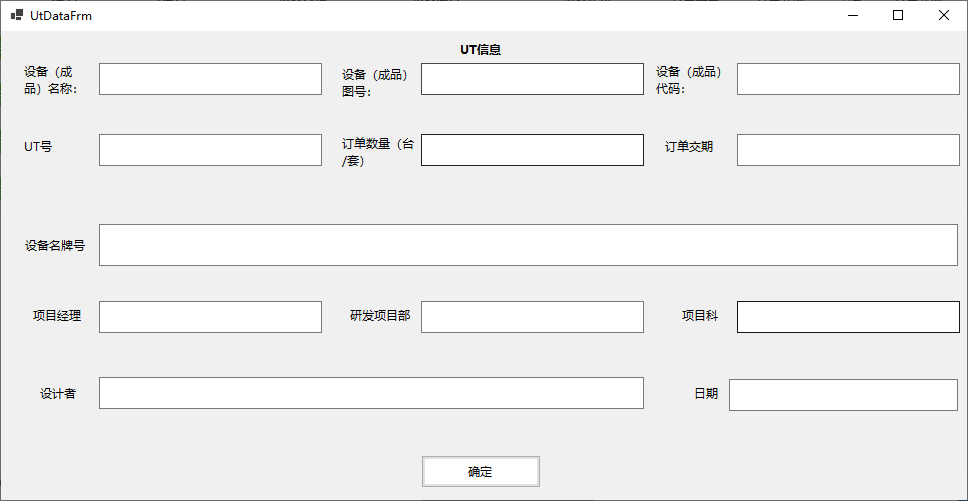 UtDataFrm
UT信息
设备（成
品）名称：
设备（成品）
图号：
设备（成品）
代码：
UT号
订单数量（台
/套）
订单交期
设备名牌号
项目经理
研发项目部
项目科
设计者
日期
确定